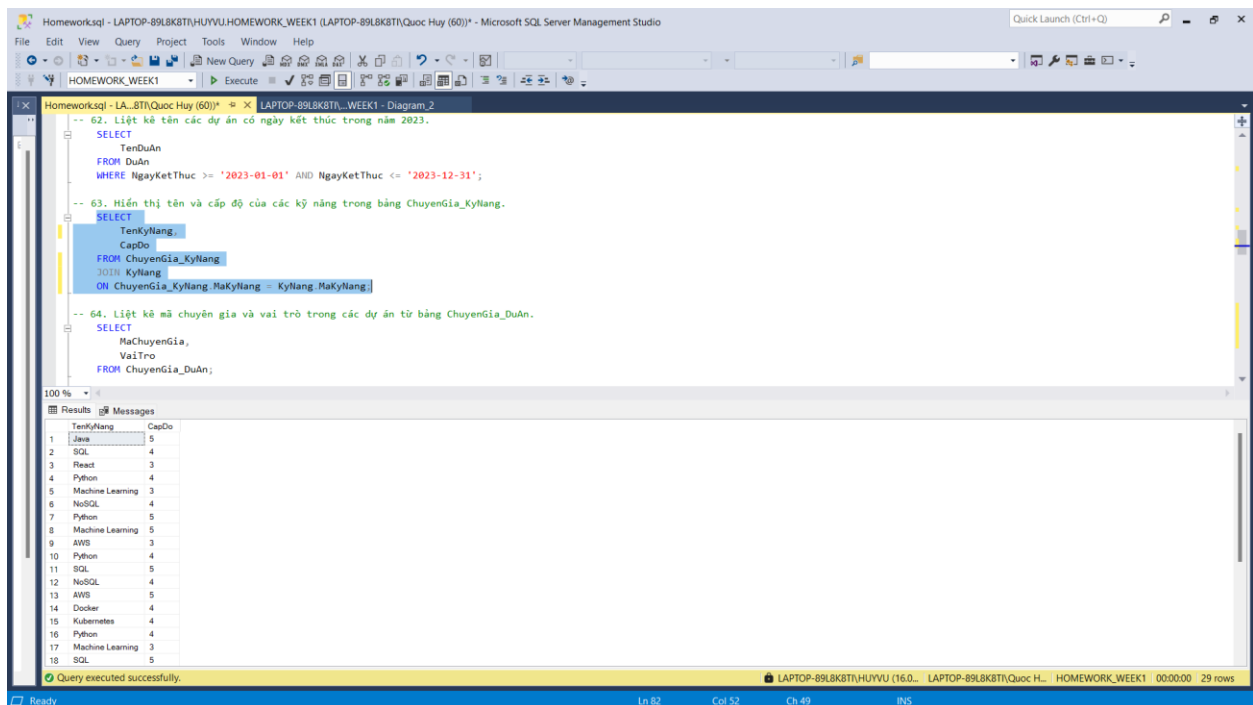 Homework.sql - LAPTOP-89L8K8TI\HUYVU.HOMEWORK_WEEK1 (LAPTOP-89L8K8TI\Quoc Huy (60))* - Microsoft SQL Server Management Studio
Quick Launch (Ctrl+Q)
File Edit View Query Project Tools Window Help
New Query
HOMEWORK_WEEK1 Execute
Homework.sql - LA...8TI\Quoc Huy (60))* LAPTOP-89L8K8TI\...WEEK1 - Diagram_2
-- 62. Liệt kê tên các dự án có ngày kết thúc trong năm 2023.
SELECT
TenDuAn
FROM DuAn
WHERE NgayKetThuc >= '2023-01-01' AND NgayKetThuc <= '2023-12-31';
-- 63. Hiển thị tên và cấp độ của các kỹ năng trong bảng ChuyenGia_KyNang.
SELECT
TenKyNang,
CapDo
FROM ChuyenGia_KyNang
JOIN KyNang
ON ChuyenGia_KyNang.MaKyNang = KyNang.MaKyNang;
-- 64. Liệt kê mã chuyên gia và vai trò trong các dự án từ bảng ChuyenGia_DuAn.
SELECT
MaChuyenGia,
VaiTro
FROM ChuyenGia_DuAn;
100 %
Results Messages
TenKyNang CapDo
1 Java 5
2 SQL 4
3 React 3
4 Python 4
5 Machine Learning 3
6 NoSQL 4
7 Python 5
8 Machine Learning 5
9 AWS 3
10 Python 4
11 SQL 5
12 NoSQL 4
13 AWS 5
14 Docker 4
15 Kubernetes 4
16 Python 4
17 Machine Learning 3
18 SQL 5
Query executed successfully. LAPTOP-89L8K8TI\HUYVU (16.0... LAPTOP-89L8K8TI\Quoc H... HOMEWORK_WEEK1 00:00:00 29 rows
Ready Ln 82 Col 52 Ch 49 INS